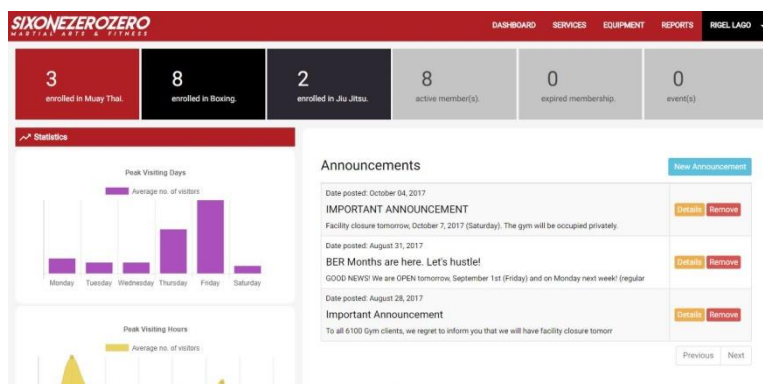 SIXONEZEROZERO
MARTIAL ARTS & FITNESS
DASHBOARD SERVICES EQUIPMENT REPORTS RIGEL LAGO
3
enrolled in Muay Thai.
8
enrolled in Boxing.
2
enrolled in Jiu Jitsu.
8
active member(s).
0
expired membership.
0
event(s)
Statistics
Peak Visiting Days
Average no. of visitors
Monday Tuesday Wednesday Thursday Friday Saturday
Peak Visiting Hours
Average no. of visitors
Announcements
New Announcement
Date posted: October 04, 2017
IMPORTANT ANNOUNCEMENT
Facility closure tomorrow, October 7, 2017 (Saturday). The gym will be occupied privately.
Details Remove
Date posted: August 31, 2017
BER Months are here. Let's hustle!
GOOD NEWS! We are OPEN tomorrow, September 1st (Friday) and on Monday next week! (regular
Details Remove
Date posted: August 28, 2017
Important Announcement
To all 6100 Gym clients, we regret to inform you that we will have facility closure tomorr
Details Remove
Previous Next